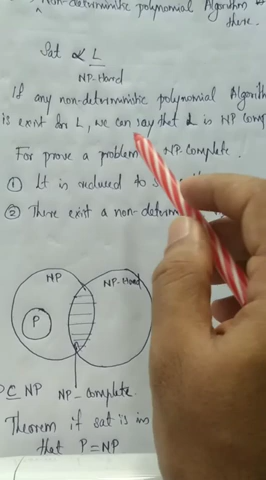 Non-deterministic polynomial Algorithm
there.
Sat ∝ L
NP-Hard
If any non-deterministic polynomial Algorith
is exist for L, we can say that L is NP Comp
For prove a problem NP-Complete.
① It is reduced to
② There exist a non-determ
NP
NP-Hard
P
P ⊆ NP NP-Complete
Theorem if sat is in
that P=NP